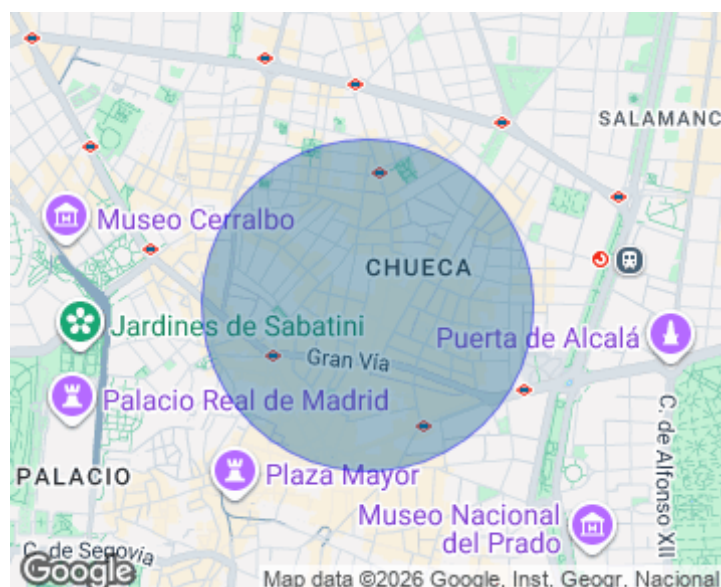 SALAMANC
Museo Cerralbo
CHUECA
Jardines de Sabatini
Puerta de Alcalá
Gran Vía
Palacio Real de Madrid
C. de Alfonso XII
PALACIO
Plaza Mayor
Museo Nacional
del Prado
C. de Segovia
Google
Map data ©2026 Google, Inst. Geogr. Nacional